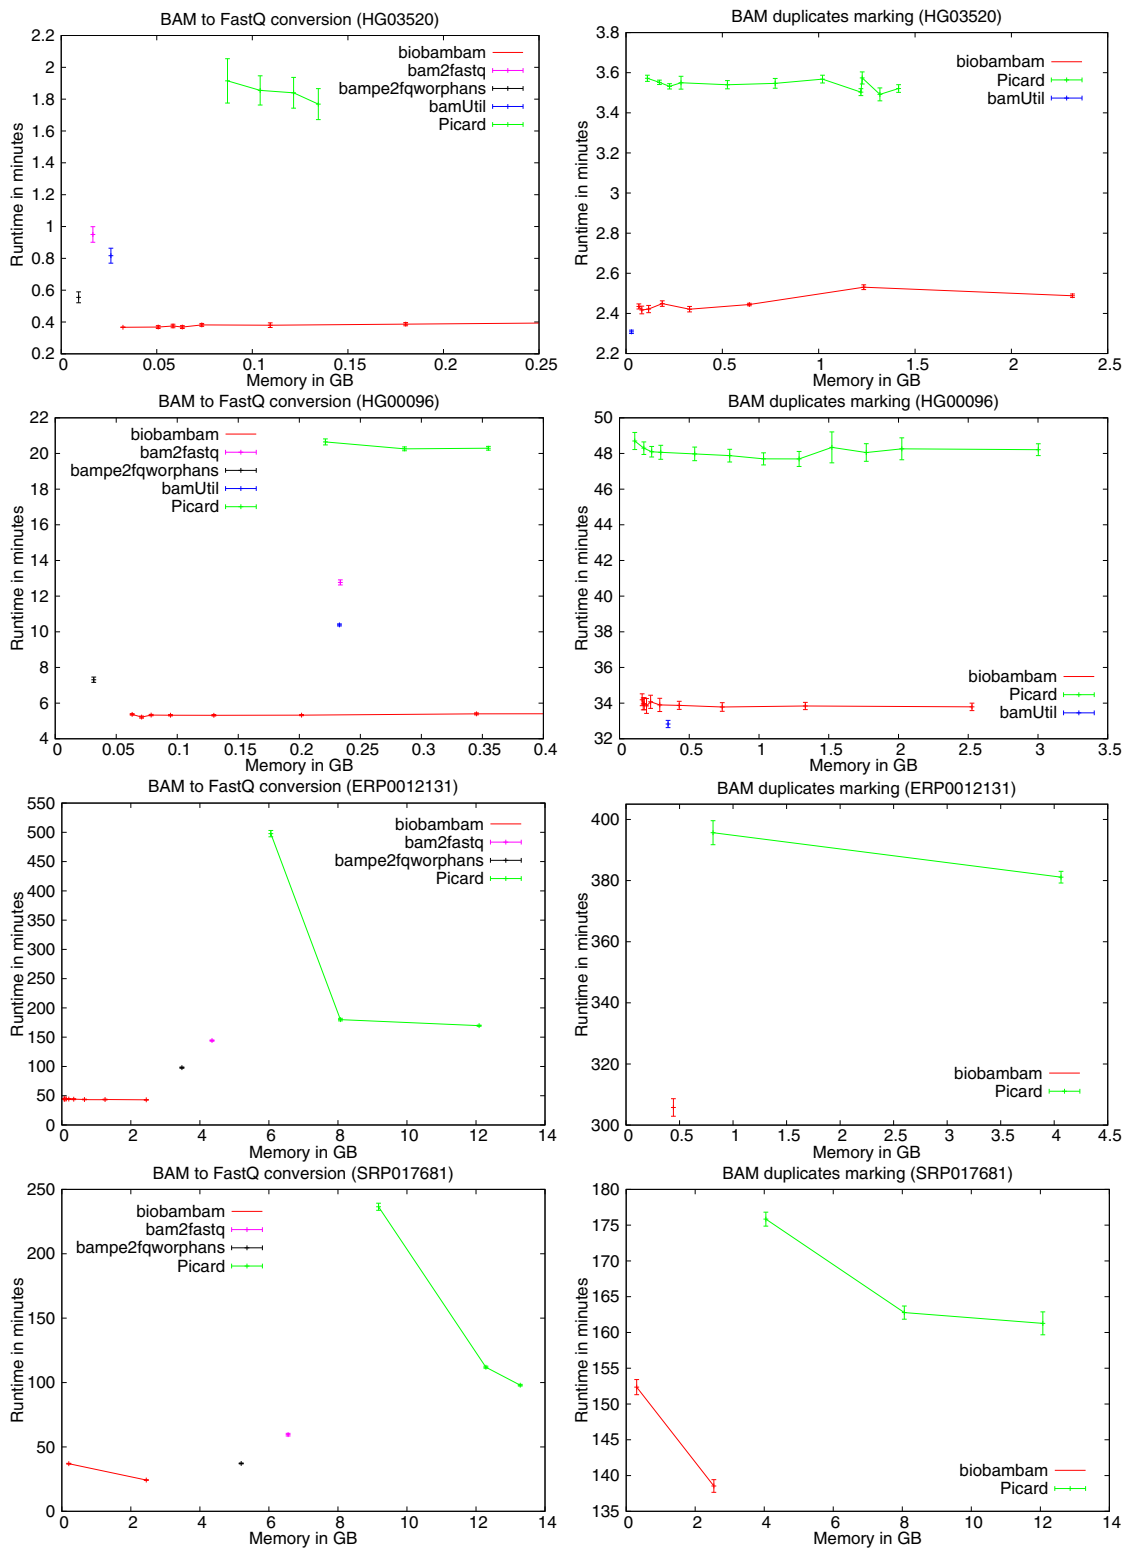 BAM to FastQ conversion (HG03520)
Runtime in minutes
2.2
2
1.8
1.6
1.4
1.2
1
0.8
0.6
0.4
0.2
biobambam
bam2fastq
bampe2fqworphans
bamUtil
Picard
0 0.05 0.1 0.15 0.2 0.25
Memory in GB
BAM duplicates marking (HG03520)
Runtime in minutes
3.8
3.6
3.4
3.2
3
2.8
2.6
2.4
2.2
biobambam
Picard
bamUtil
0 0.5 1 1.5 2 2.5
Memory in GB
BAM to FastQ conversion (HG00096)
Runtime in minutes
22
20
18
16
14
12
10
8
6
4
biobambam
bam2fastq
bampe2fqworphans
bamUtil
Picard
0 0.05 0.1 0.15 0.2 0.25 0.3 0.35 0.4
Memory in GB
BAM duplicates marking (HG00096)
Runtime in minutes
50
48
46
44
42
40
38
36
34
32
biobambam
Picard
bamUtil
0 0.5 1 1.5 2 2.5 3 3.5
Memory in GB
BAM to FastQ conversion (ERP0012131)
Runtime in minutes
550
500
450
400
350
300
250
200
150
100
50
0
biobambam
bam2fastq
bampe2fqworphans
Picard
0 2 4 6 8 10 12 14
Memory in GB
BAM duplicates marking (ERP0012131)
Runtime in minutes
400
380
360
340
320
300
biobambam
Picard
0 0.5 1 1.5 2 2.5 3 3.5 4 4.5
Memory in GB
BAM to FastQ conversion (SRP017681)
Runtime in minutes
250
200
150
100
50
0
biobambam
bam2fastq
bampe2fqworphans
Picard
0 2 4 6 8 10 12 14
Memory in GB
BAM duplicates marking (SRP017681)
Runtime in minutes
180
175
170
165
160
155
150
145
140
135
biobambam
Picard
0 2 4 6 8 10 12 14
Memory in GB